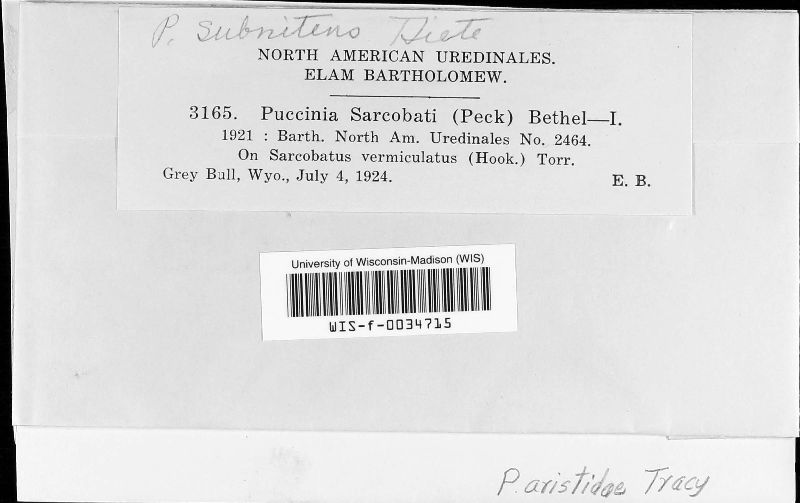 P. subnitens Diete
NORTH AMERICAN UREDINALES.
ELAM BARTHOLOMEW.
3165. Puccinia Sarcobati (Peck) Bethel—I.
1921 : Barth. North Am. Uredinales No. 2464.
On Sarcobatus vermiculatus (Hook.) Torr.
Grey Bull, Wyo., July 4, 1924.
E. B.
University of Wisconsin-Madison (WIS)
WIS-f-0034715
P. aristidae Tracy